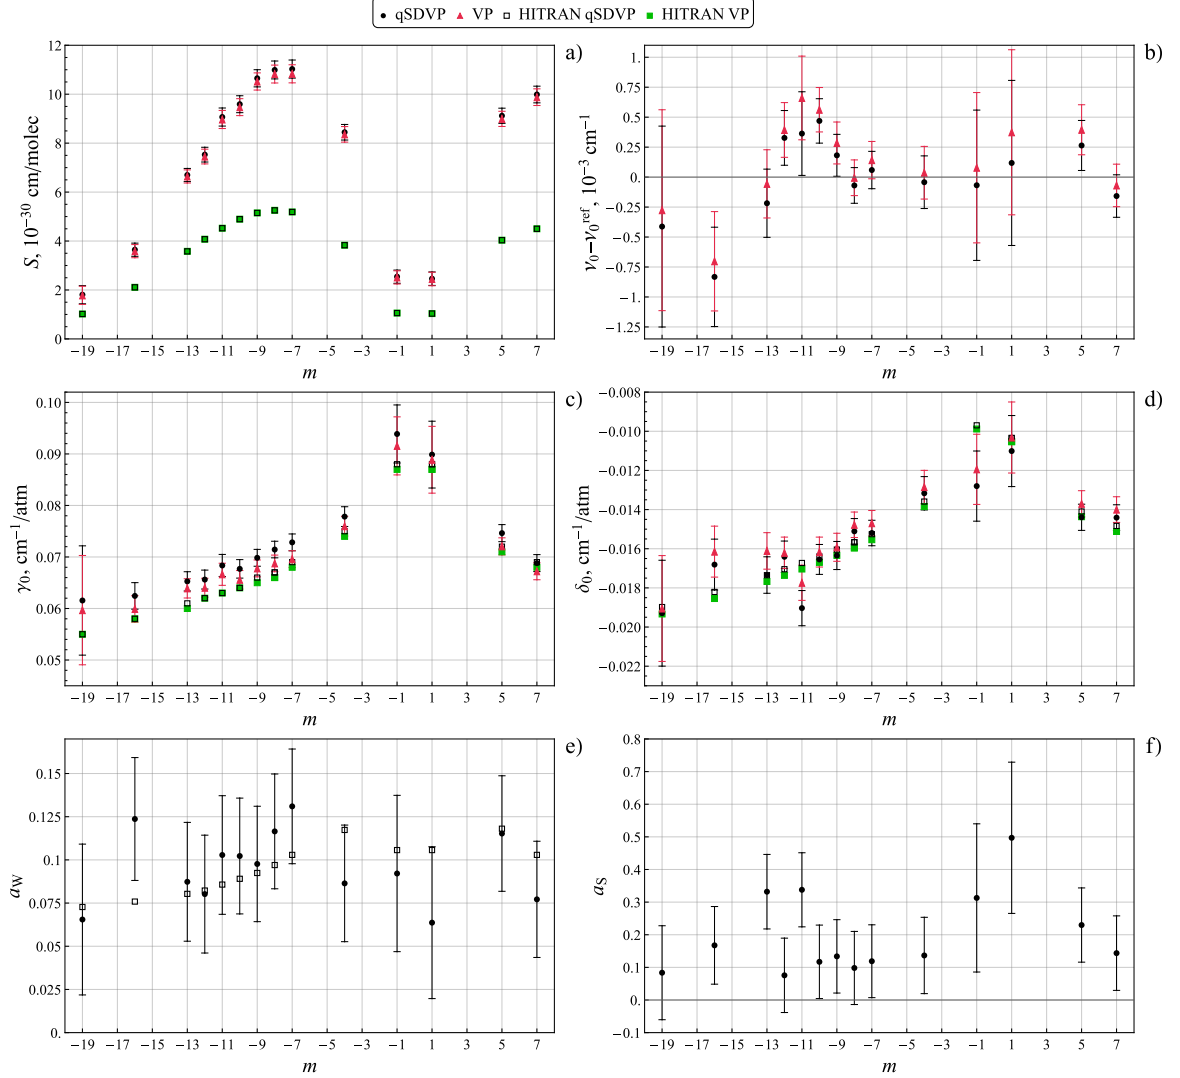 qSDVP VP HITRAN qSDVP HITRAN VP
a)
S, 10⁻³⁰ cm/molec
12
10
8
6
4
2
0
−19 −17 −15 −13 −11 −9 −7 −5 −3 −1 1 3 5 7
m
b)
ν₀−ν₀ʳᵉᶠ, 10⁻³ cm⁻¹
1.
0.75
0.5
0.25
0.
−0.25
−0.5
−0.75
−1.
−1.25
−19 −17 −15 −13 −11 −9 −7 −5 −3 −1 1 3 5 7
m
c)
γ₀, cm⁻¹/atm
0.10
0.09
0.08
0.07
0.06
0.05
−19 −17 −15 −13 −11 −9 −7 −5 −3 −1 1 3 5 7
m
d)
δ₀, cm⁻¹/atm
−0.008
−0.010
−0.012
−0.014
−0.016
−0.018
−0.020
−0.022
−19 −17 −15 −13 −11 −9 −7 −5 −3 −1 1 3 5 7
m
e)
a_W
0.15
0.125
0.1
0.075
0.05
0.025
0.
−19 −17 −15 −13 −11 −9 −7 −5 −3 −1 1 3 5 7
m
f)
a_S
0.8
0.7
0.6
0.5
0.4
0.3
0.2
0.1
0.
−0.1
−19 −17 −15 −13 −11 −9 −7 −5 −3 −1 1 3 5 7
m